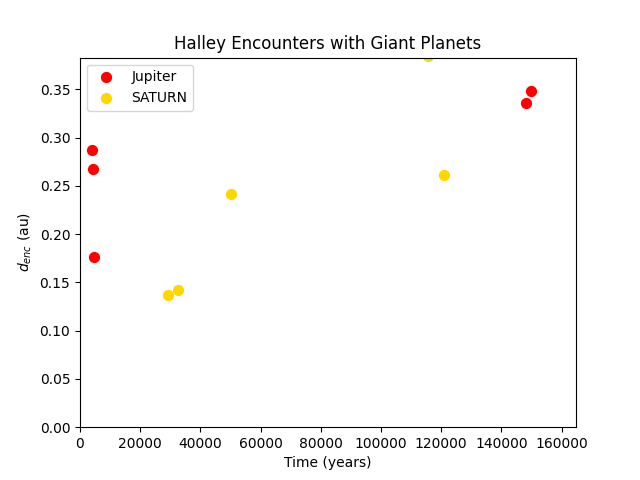 Halley Encounters with Giant Planets
Jupiter
SATURN
0.35
0.30
0.25
0.20
0.15
0.10
0.05
0.00
d_enc (au)
0 20000 40000 60000 80000 100000 120000 140000 160000
Time (years)